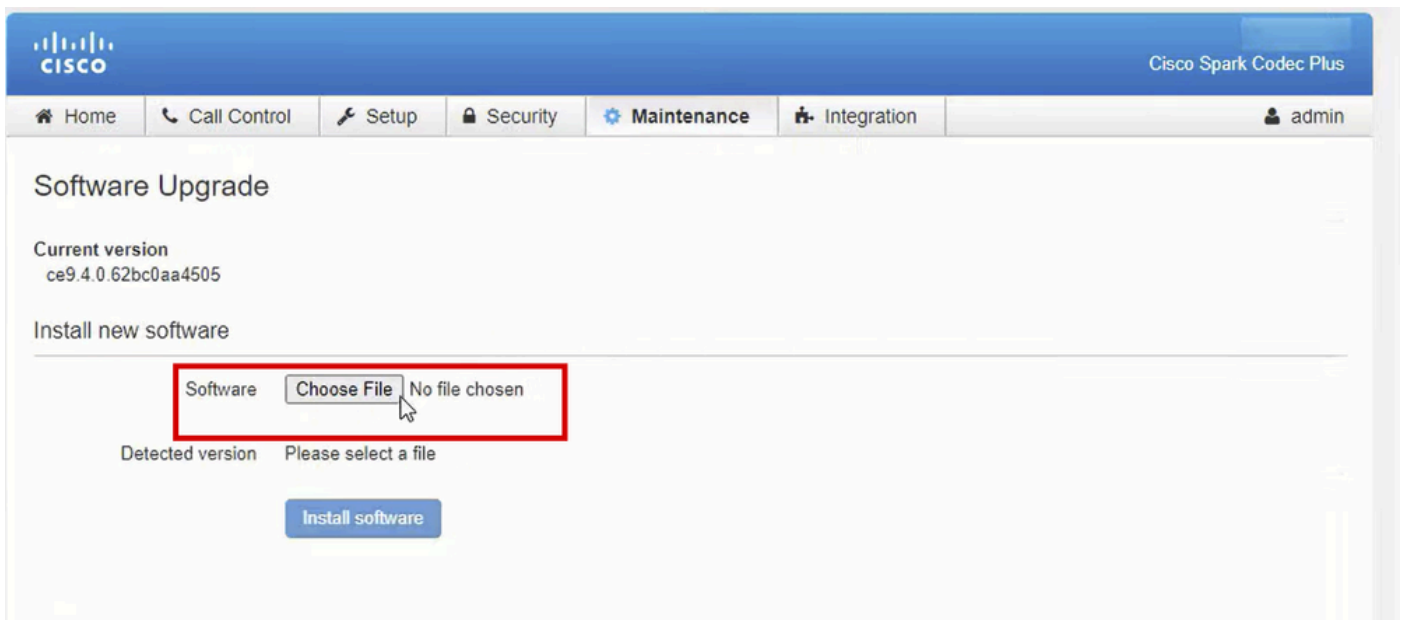 CISCO
Cisco Spark Codec Plus
Home Call Control Setup Security Maintenance Integration admin
Software Upgrade
Current version
ce9.4.0.62bc0aa4505
Install new software
Software Choose File No file chosen
Detected version Please select a file
Install software